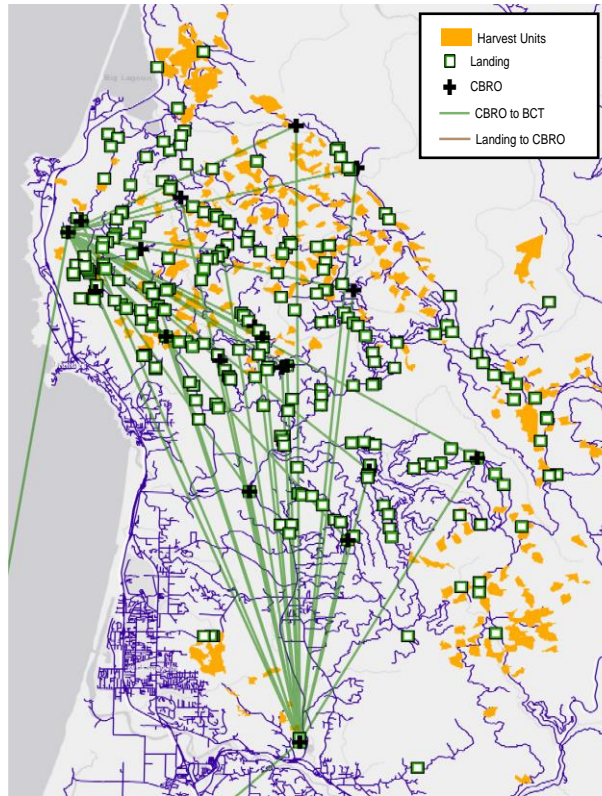 Big Lagoon
Harvest Units
Landing
CBRO
CBRO to BCT
Landing to CBRO